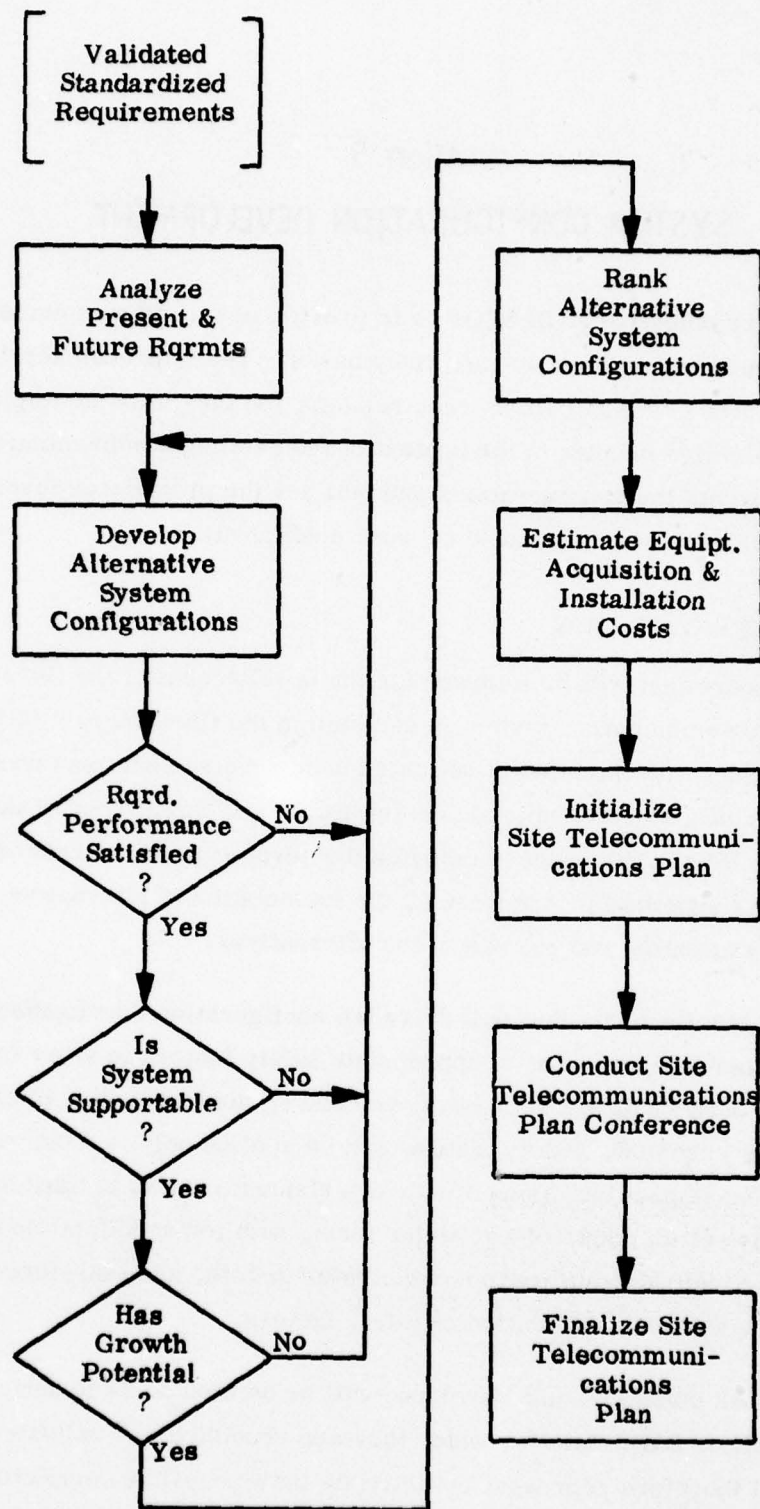 Validated
Standardized
Requirements
Analyze
Present &
Future Rqrmts
Develop
Alternative
System
Configurations
Rqrd.
Performance
Satisfied
?
No
Yes
Is
System
Supportable
?
No
Yes
Has
Growth
Potential
?
No
Yes
Rank
Alternative
System
Configurations
Estimate Equipt.
Acquisition &
Installation
Costs
Initialize
Site Telecommuni-
cations Plan
Conduct Site
Telecommunications
Plan Conference
Finalize Site
Telecommuni-
cations
Plan